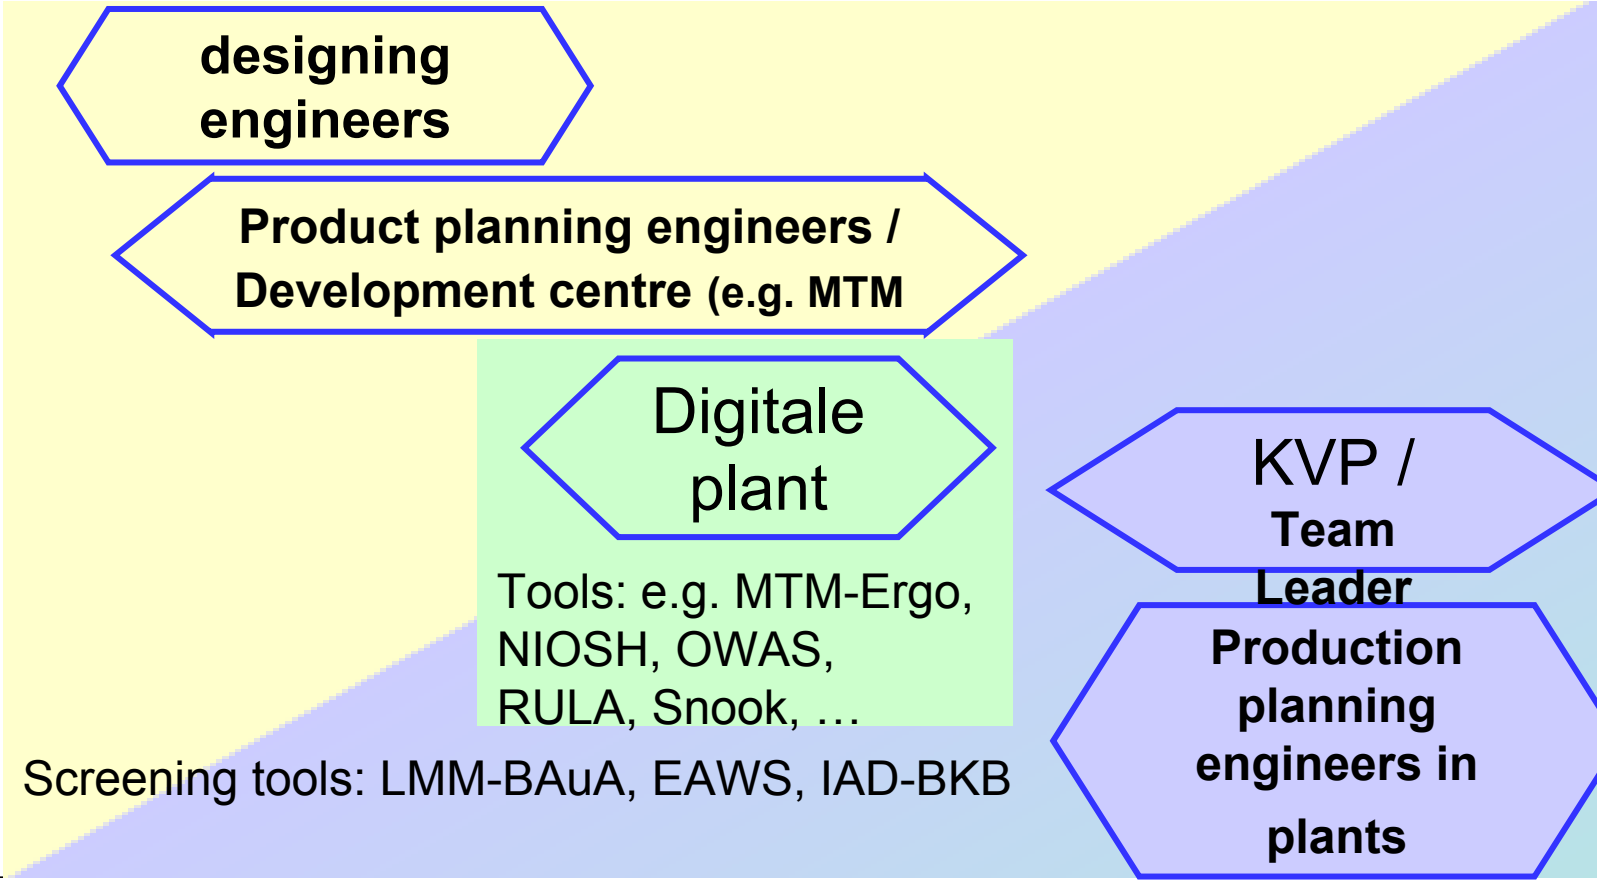 designing
engineers
Product planning engineers /
Development centre (e.g. MTM
Digitale
plant
Tools: e.g. MTM-Ergo,
NIOSH, OWAS,
RULA, Snook, …
Screening tools: LMM-BAuA, EAWS, IAD-BKB
KVP /
Team
Leader
Production
planning
engineers in
plants